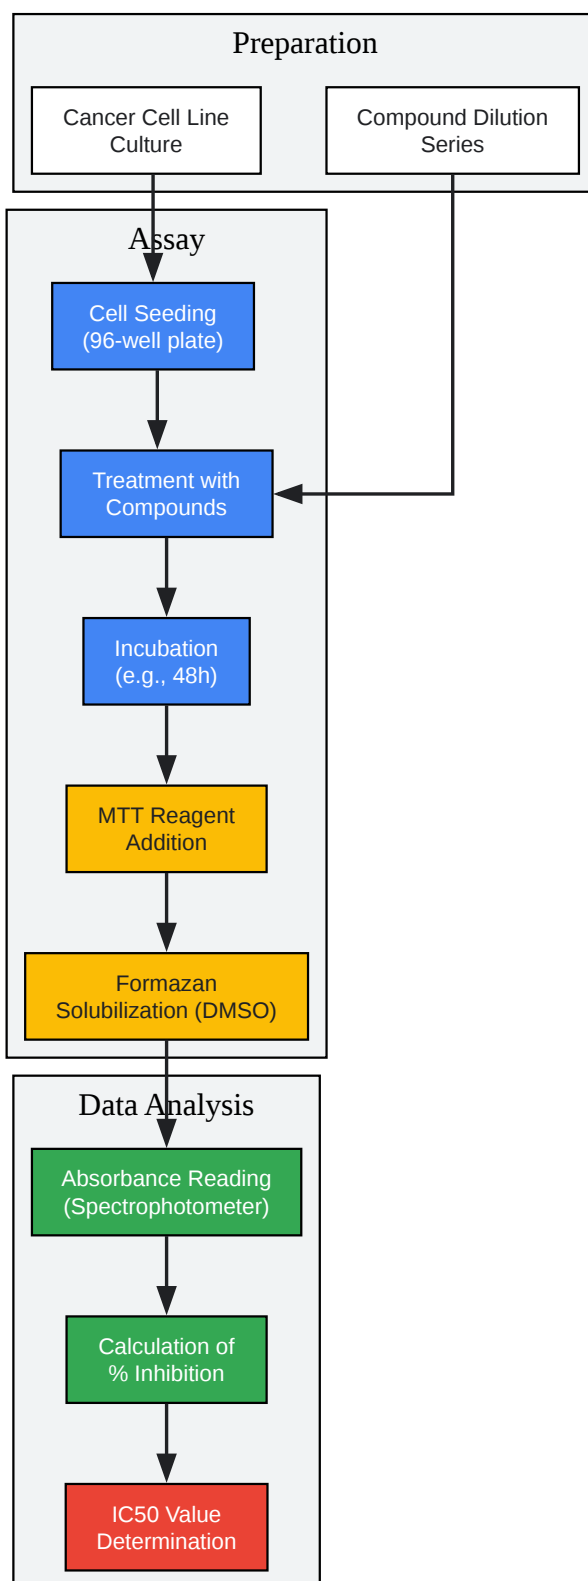 Preparation
Cancer Cell Line
Culture
Compound Dilution
Series
Assay
Cell Seeding
(96-well plate)
Treatment with
Compounds
Incubation
(e.g., 48h)
MTT Reagent
Addition
Formazan
Solubilization (DMSO)
Data Analysis
Absorbance Reading
(Spectrophotometer)
Calculation of
% Inhibition
IC50 Value
Determination